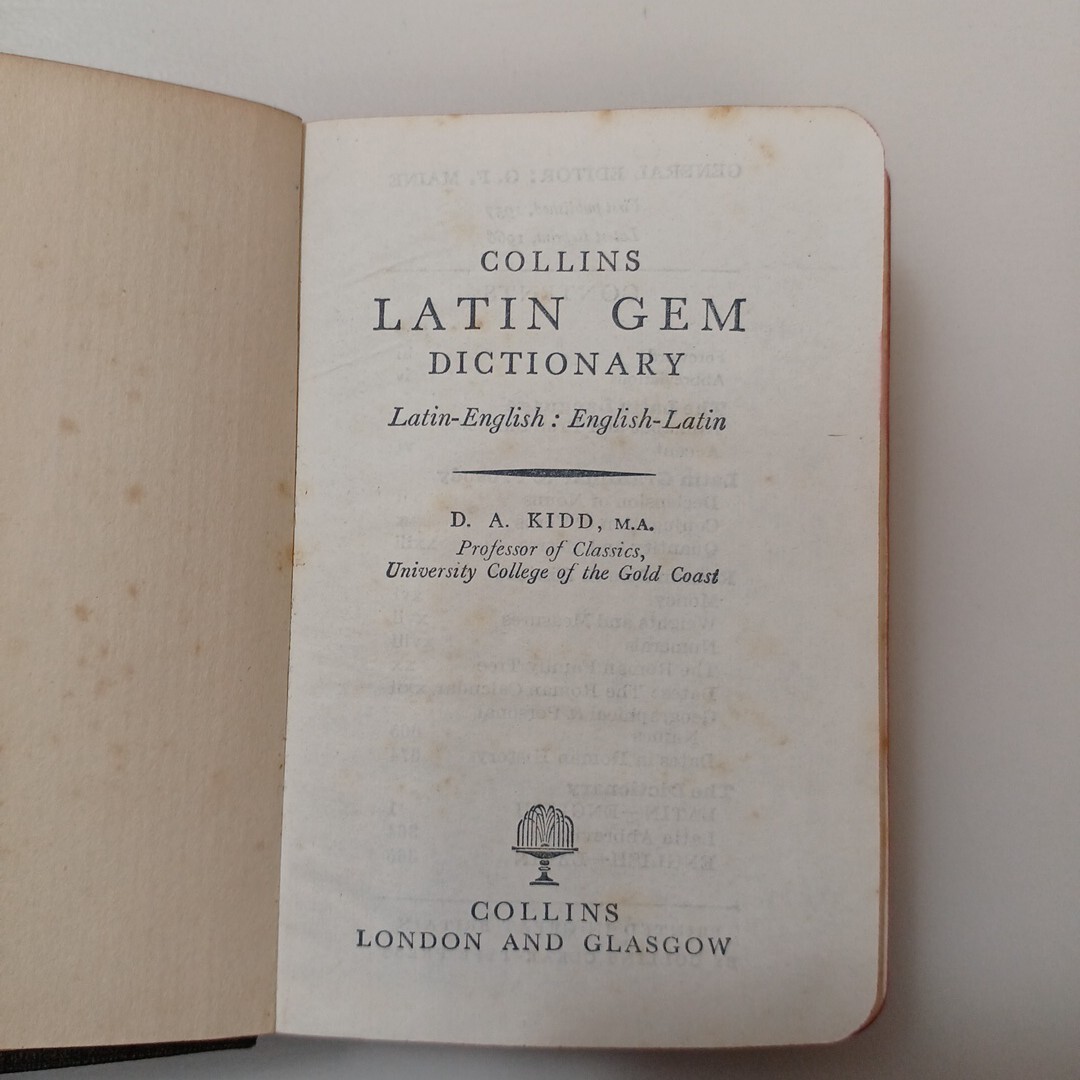 COLLINS
LATIN GEM
DICTIONARY
Latin-English : English-Latin
D. A. KIDD, M.A.
Professor of Classics,
University College of the Gold Coast
COLLINS
LONDON AND GLASGOW